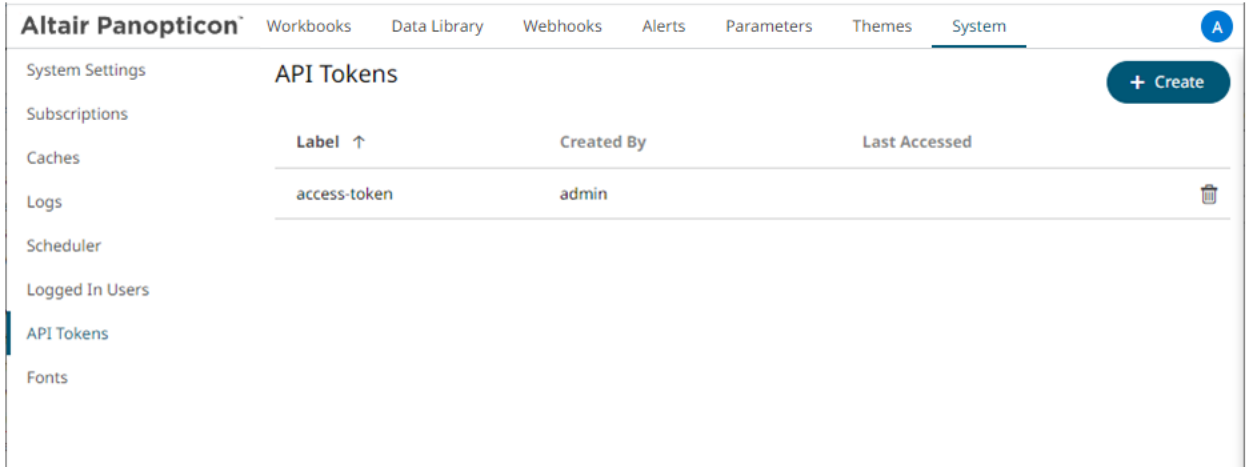 Altair Panopticon™ Workbooks Data Library Webhooks Alerts Parameters Themes System A
System Settings
Subscriptions
Caches
Logs
Scheduler
Logged In Users
API Tokens
Fonts
API Tokens
+ Create
Label ↑ Created By Last Accessed
access-token admin